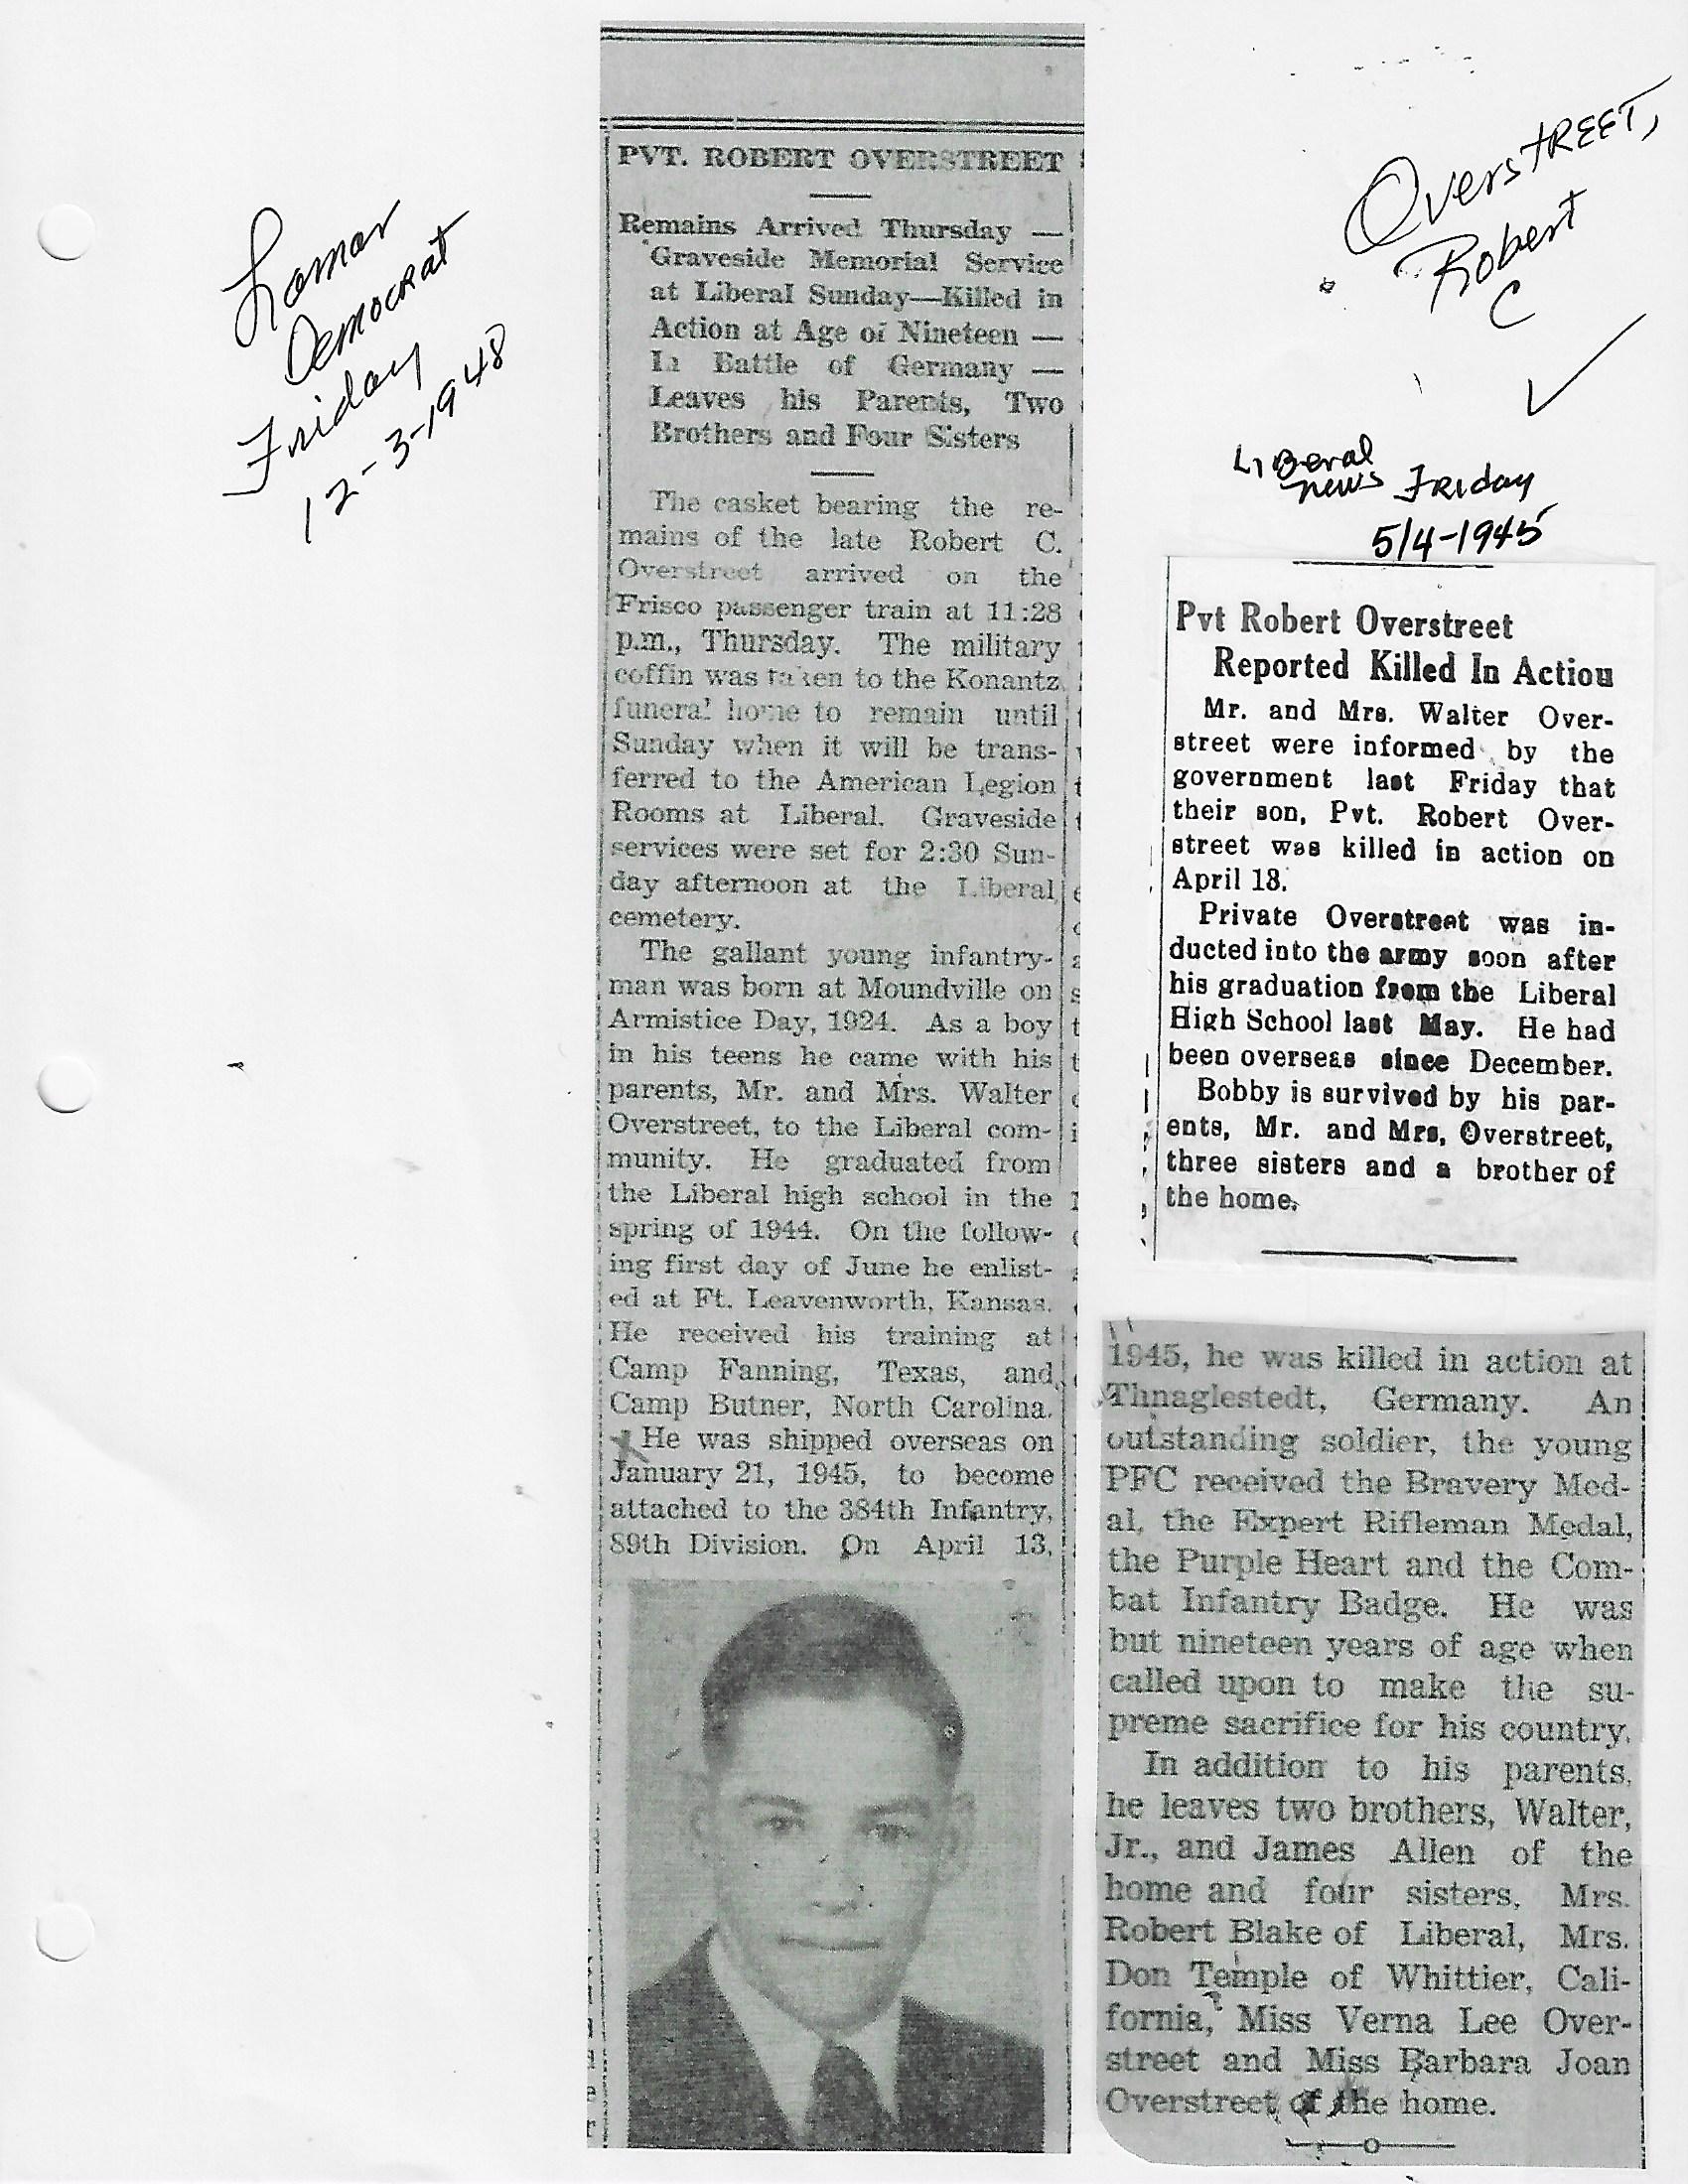 Lamar
Democrat
Friday
12-3-1948
PVT. ROBERT OVERSTREET
Remains Arrived Thursday —
Graveside Memorial Service
at Liberal Sunday—Killed in
Action at Age of Nineteen —
In Battle of Germany —
Leaves his Parents, Two
Brothers and Four Sisters
The casket bearing the re-
mains of the late Robert C.
Overstreet arrived on the
Frisco passenger train at 11:28
p.m., Thursday. The military
coffin was taken to the Konantz
funeral home to remain until
Sunday when it will be trans-
ferred to the American Legion
Rooms at Liberal. Graveside
services were set for 2:30 Sun-
day afternoon at the Liberal
cemetery.
The gallant young infantry-
man was born at Moundville on
Armistice Day, 1924. As a boy
in his teens he came with his
parents, Mr. and Mrs. Walter
Overstreet, to the Liberal com-
munity. He graduated from
the Liberal high school in the
spring of 1944. On the follow-
ing first day of June he enlist-
ed at Ft. Leavenworth, Kansas.
He received his training at
Camp Fanning, Texas, and
Camp Butner, North Carolina.
He was shipped overseas on
January 21, 1945, to become
attached to the 384th Infantry,
89th Division. On April 13,
OverstREET,
Robert
C
LIBeral
news FRIday
5/4-1945
Pvt Robert Overstreet
Reported Killed In Action
Mr. and Mrs. Walter Over-
street were informed by the
government last Friday that
their son, Pvt. Robert Over-
street was killed in action on
April 13.
Private Overstreet was in-
ducted into the army soon after
his graduation from the Liberal
High School last May. He had
been overseas since December.
Bobby is survived by his par-
ents, Mr. and Mrs, Overstreet,
three sisters and a brother of
the home.
1945, he was killed in action at
Thnaglestedt, Germany. An
outstanding soldier, the young
PFC received the Bravery Med-
al, the Expert Rifleman Medal,
the Purple Heart and the Com-
bat Infantry Badge. He was
but nineteen years of age when
called upon to make the su-
preme sacrifice for his country.
In addition to his parents,
he leaves two brothers, Walter,
Jr., and James Allen of the
home and four sisters, Mrs.
Robert Blake of Liberal, Mrs.
Don Temple of Whittier, Cali-
fornia, Miss Verna Lee Over-
street and Miss Barbara Joan
Overstreet of the home.